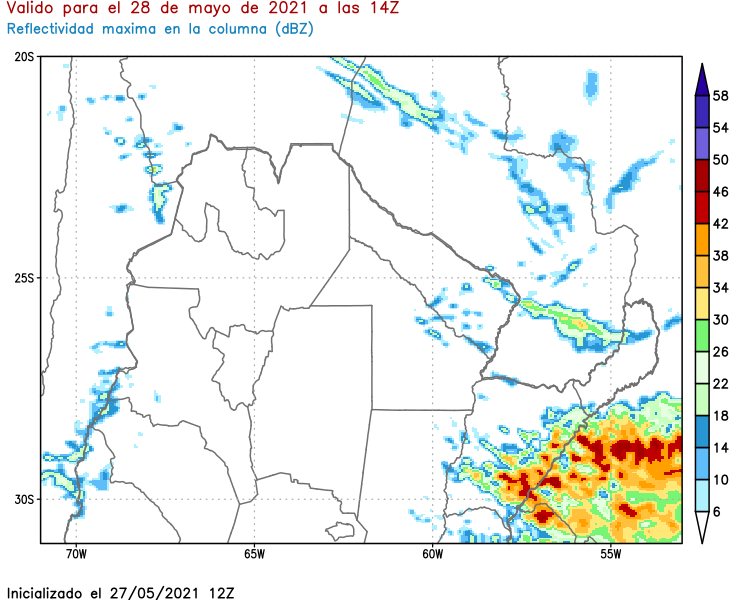 Valido para el 28 de mayo de 2021 a las 14Z
Reflectividad maxima en la columna (dBZ)
20S
25S
30S
70W
65W
60W
55W
58
54
50
46
42
38
34
30
26
22
18
14
10
6
Inicializado el 27/05/2021 12Z